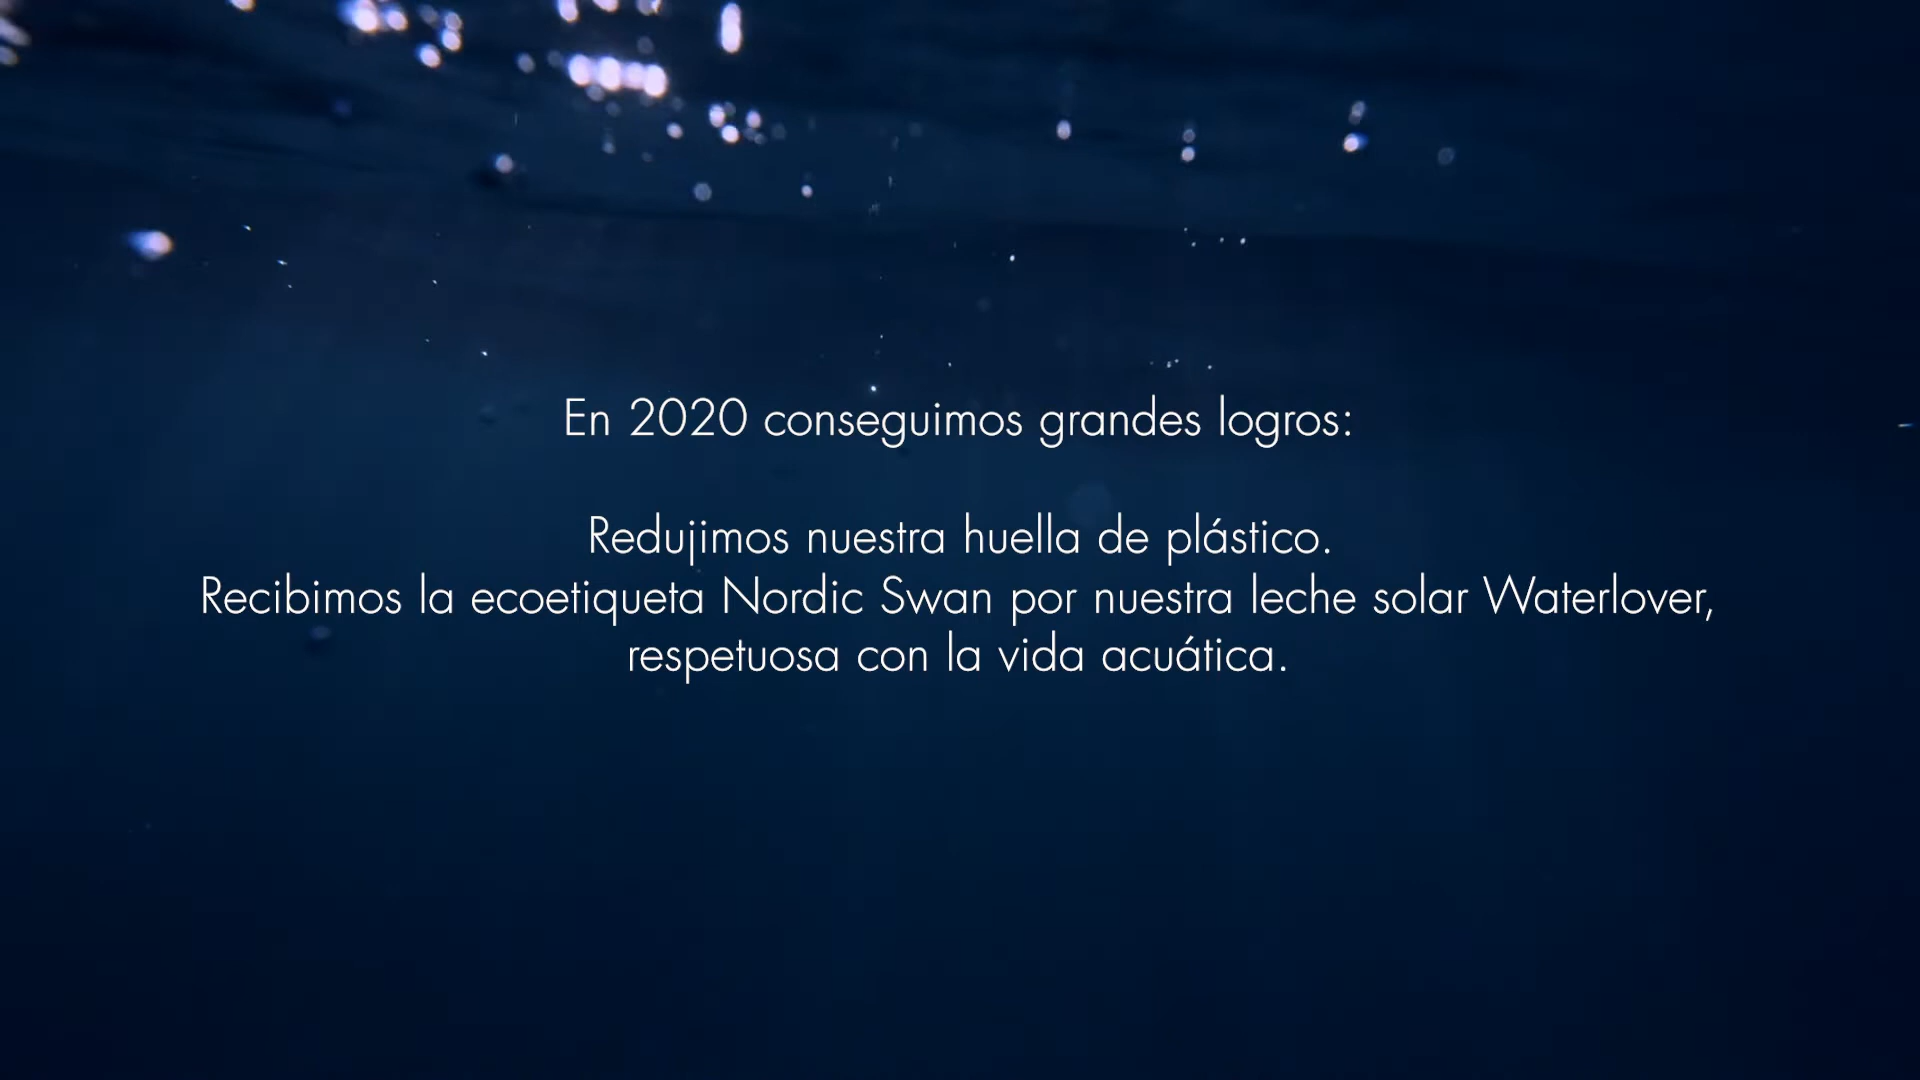 En 2020 conseguimos grandes logros:
Redujimos nuestra huella de plástico.
Recibimos la ecoetiqueta Nordic Swan por nuestra leche solar Waterlover,
respetuosa con la vida acuática.